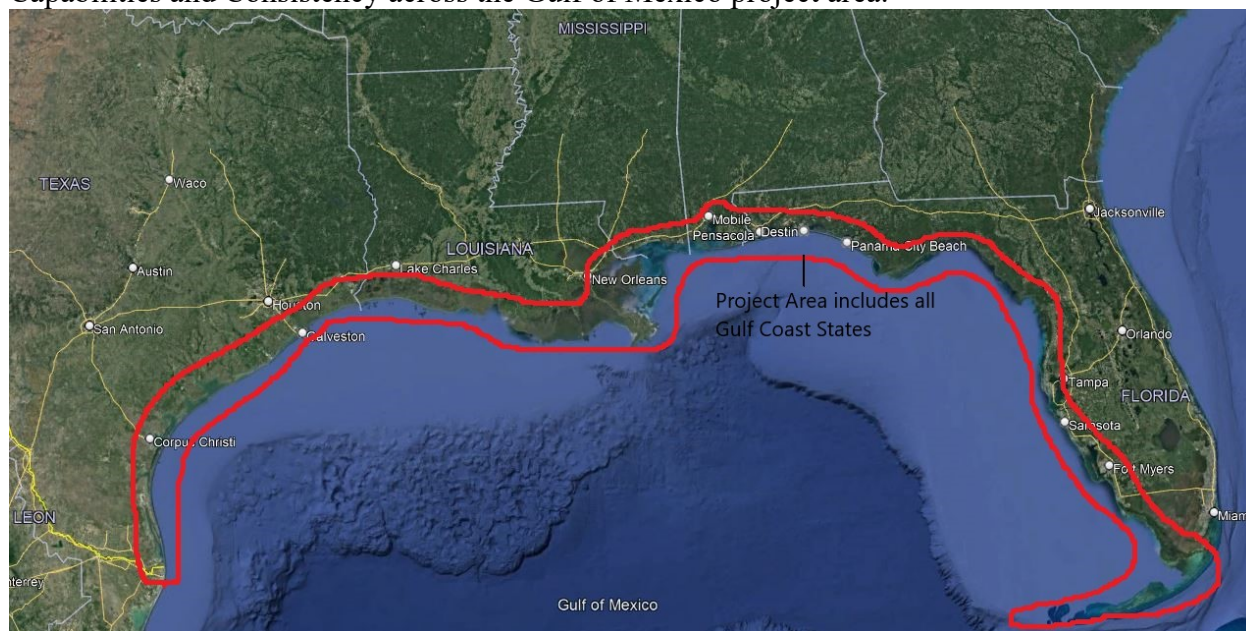 Capabilities and Consistency across the Gulf of Mexico project area.
MISSISSIPPI
TEXAS
Waco
Jacksonville
Mobile
Pensacola
Destin
Panama City Beach
LOUISIANA
Lake Charles
Austin
New Orleans
Houston
Project Area includes all
Gulf Coast States
San Antonio
Galveston
Orlando
Tampa
FLORIDA
Sarasota
Corpus Christi
Fort Myers
LEON
Miam
nterrey
Gulf of Mexico